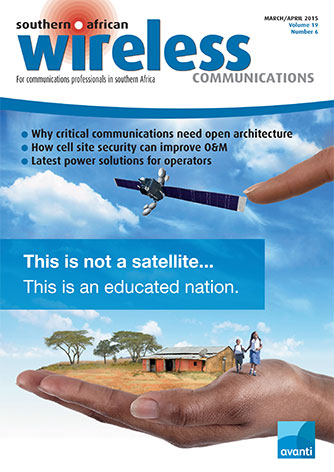 southern african
MARCH/APRIL 2015
Volume 19
Number 6
wireless
For communications professionals in southern Africa
COMMUNICATIONS
• Why critical communications need open architecture
• How cell site security can improve O&M
• Latest power solutions for operators
This is not a satellite...
This is an educated nation.
avanti